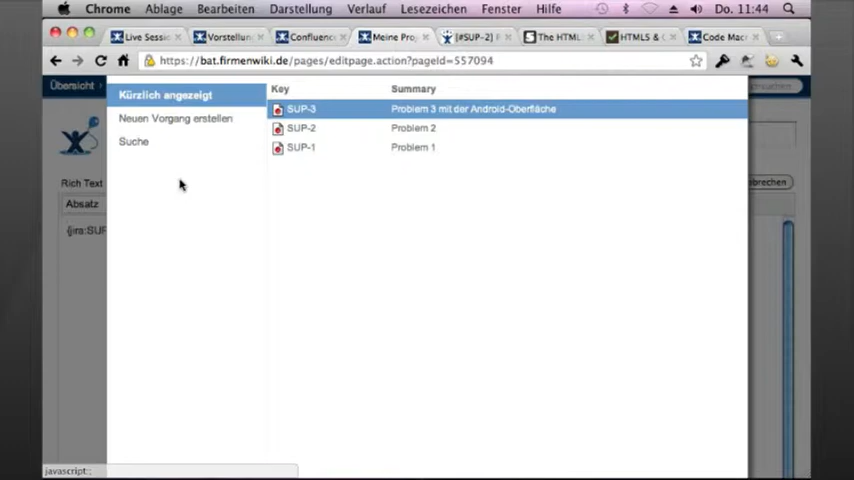 Chrome Ablage Bearbeiten Darstellung Verlauf Lesezeichen Fenster Hilfe Do. 11:44
Live Sessi Vorstellun Confluenc Meine Proj [#SUP-2] The HTML HTML5 & C Code Macr
https://bat.firmenwiki.de/pages/editpage.action?pageId=557094
Übersicht
Kürzlich angezeigt
Neuen Vorgang erstellen
Suche
Key Summary
SUP-3 Problem 3 mit der Android-Oberfläche
SUP-2 Problem 2
SUP-1 Problem 1
Rich Text
Absatz
{jira:SUP
brechen
javascript:;